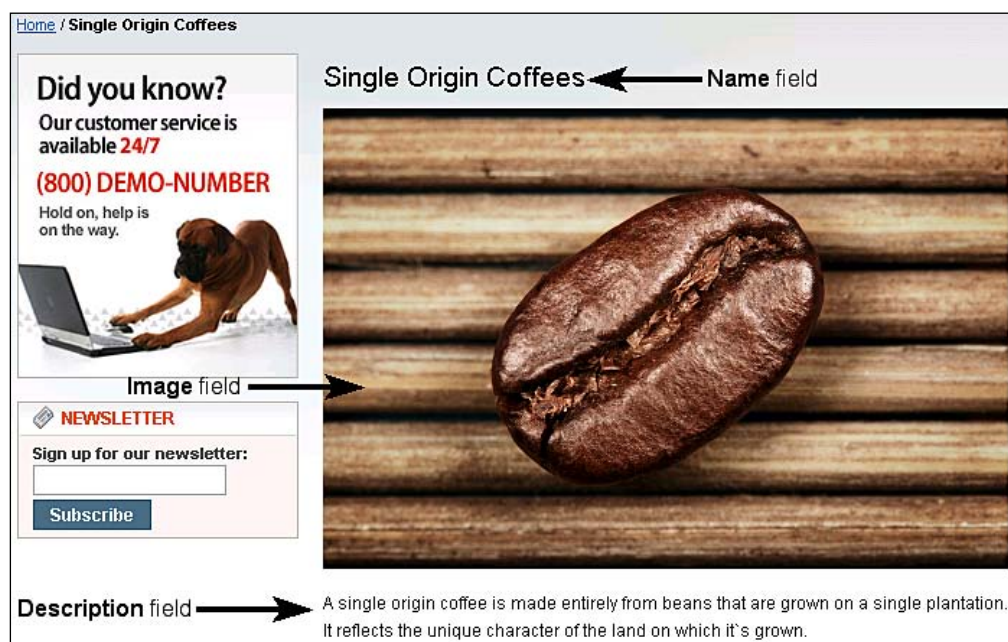 Home / Single Origin Coffees
Did you know?
Our customer service is
available 24/7
(800) DEMO-NUMBER
Hold on, help is
on the way.
Single Origin Coffees
Name field
Image field
NEWSLETTER
Sign up for our newsletter:
Subscribe
Description field
A single origin coffee is made entirely from beans that are grown on a single plantation.
It reflects the unique character of the land on which it`s grown.